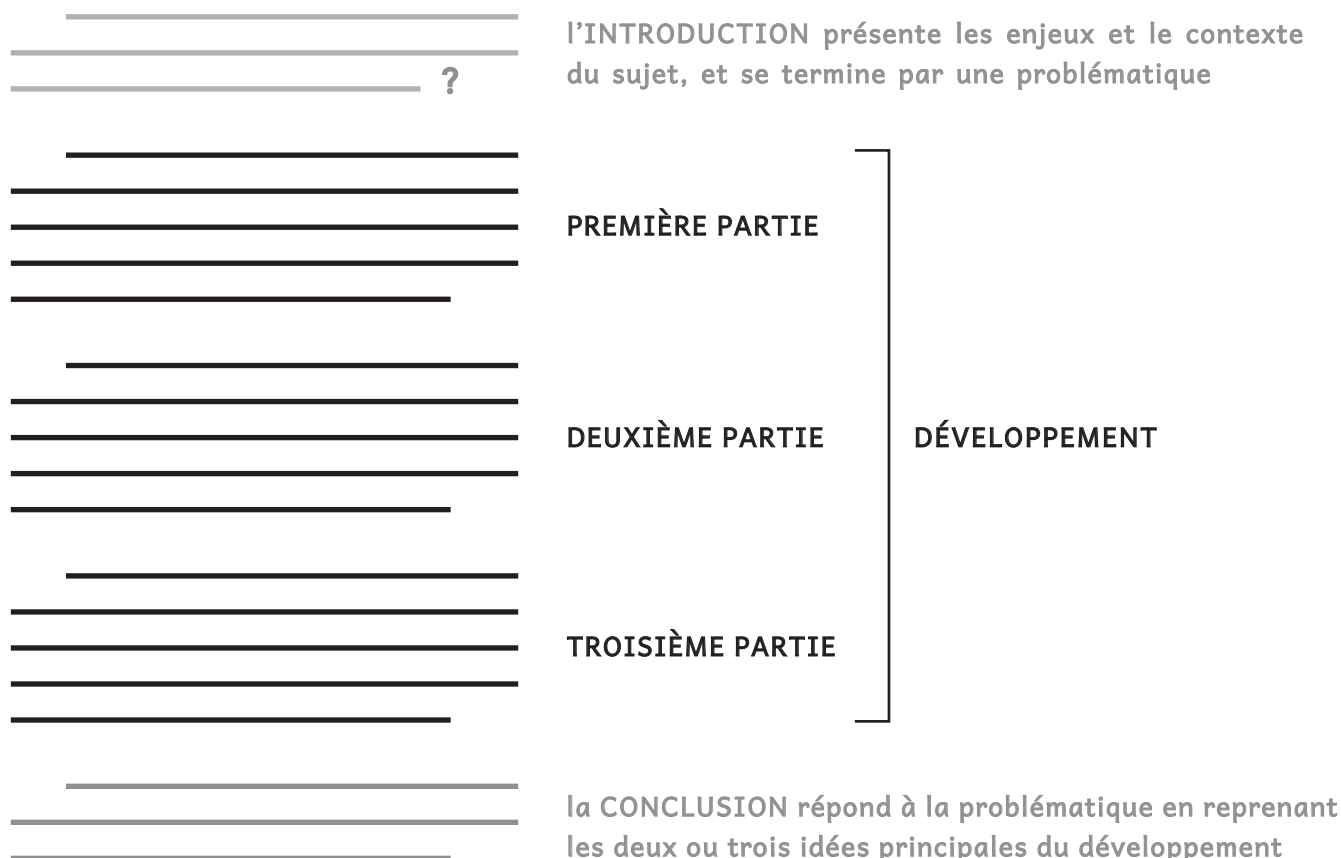 l'INTRODUCTION présente les enjeux et le contexte
du sujet, et se termine par une problématique
?
PREMIÈRE PARTIE
DEUXIÈME PARTIE
DÉVELOPPEMENT
TROISIÈME PARTIE
la CONCLUSION répond à la problématique en reprenant
les deux ou trois idées principales du développement